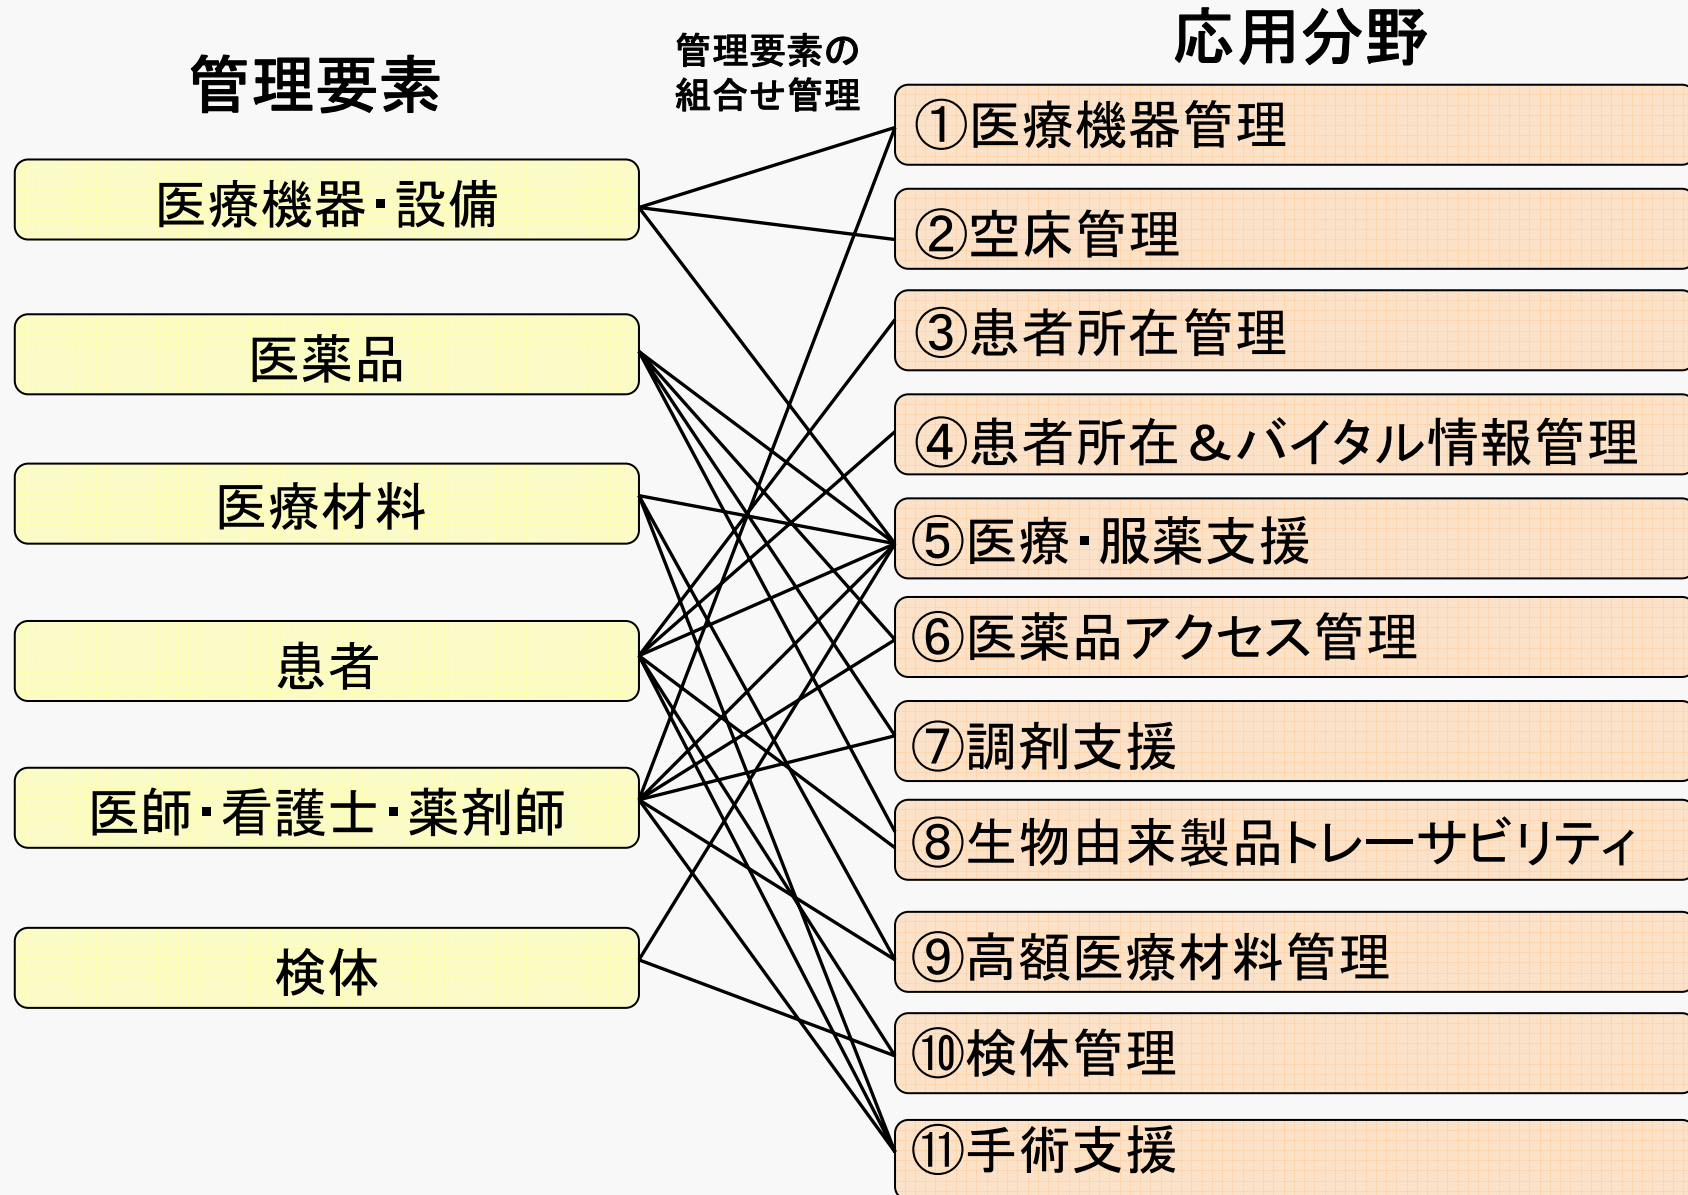 管理要素
管理要素の
組合せ管理
応用分野
医療機器・設備
医薬品
医療材料
患者
医師・看護士・薬剤師
検体
①医療機器管理
②空床管理
③患者所在管理
④患者所在＆バイタル情報管理
⑤医療・服薬支援
⑥医薬品アクセス管理
⑦調剤支援
⑧生物由来製品トレーサビリティ
⑨高額医療材料管理
⑩検体管理
⑪手術支援